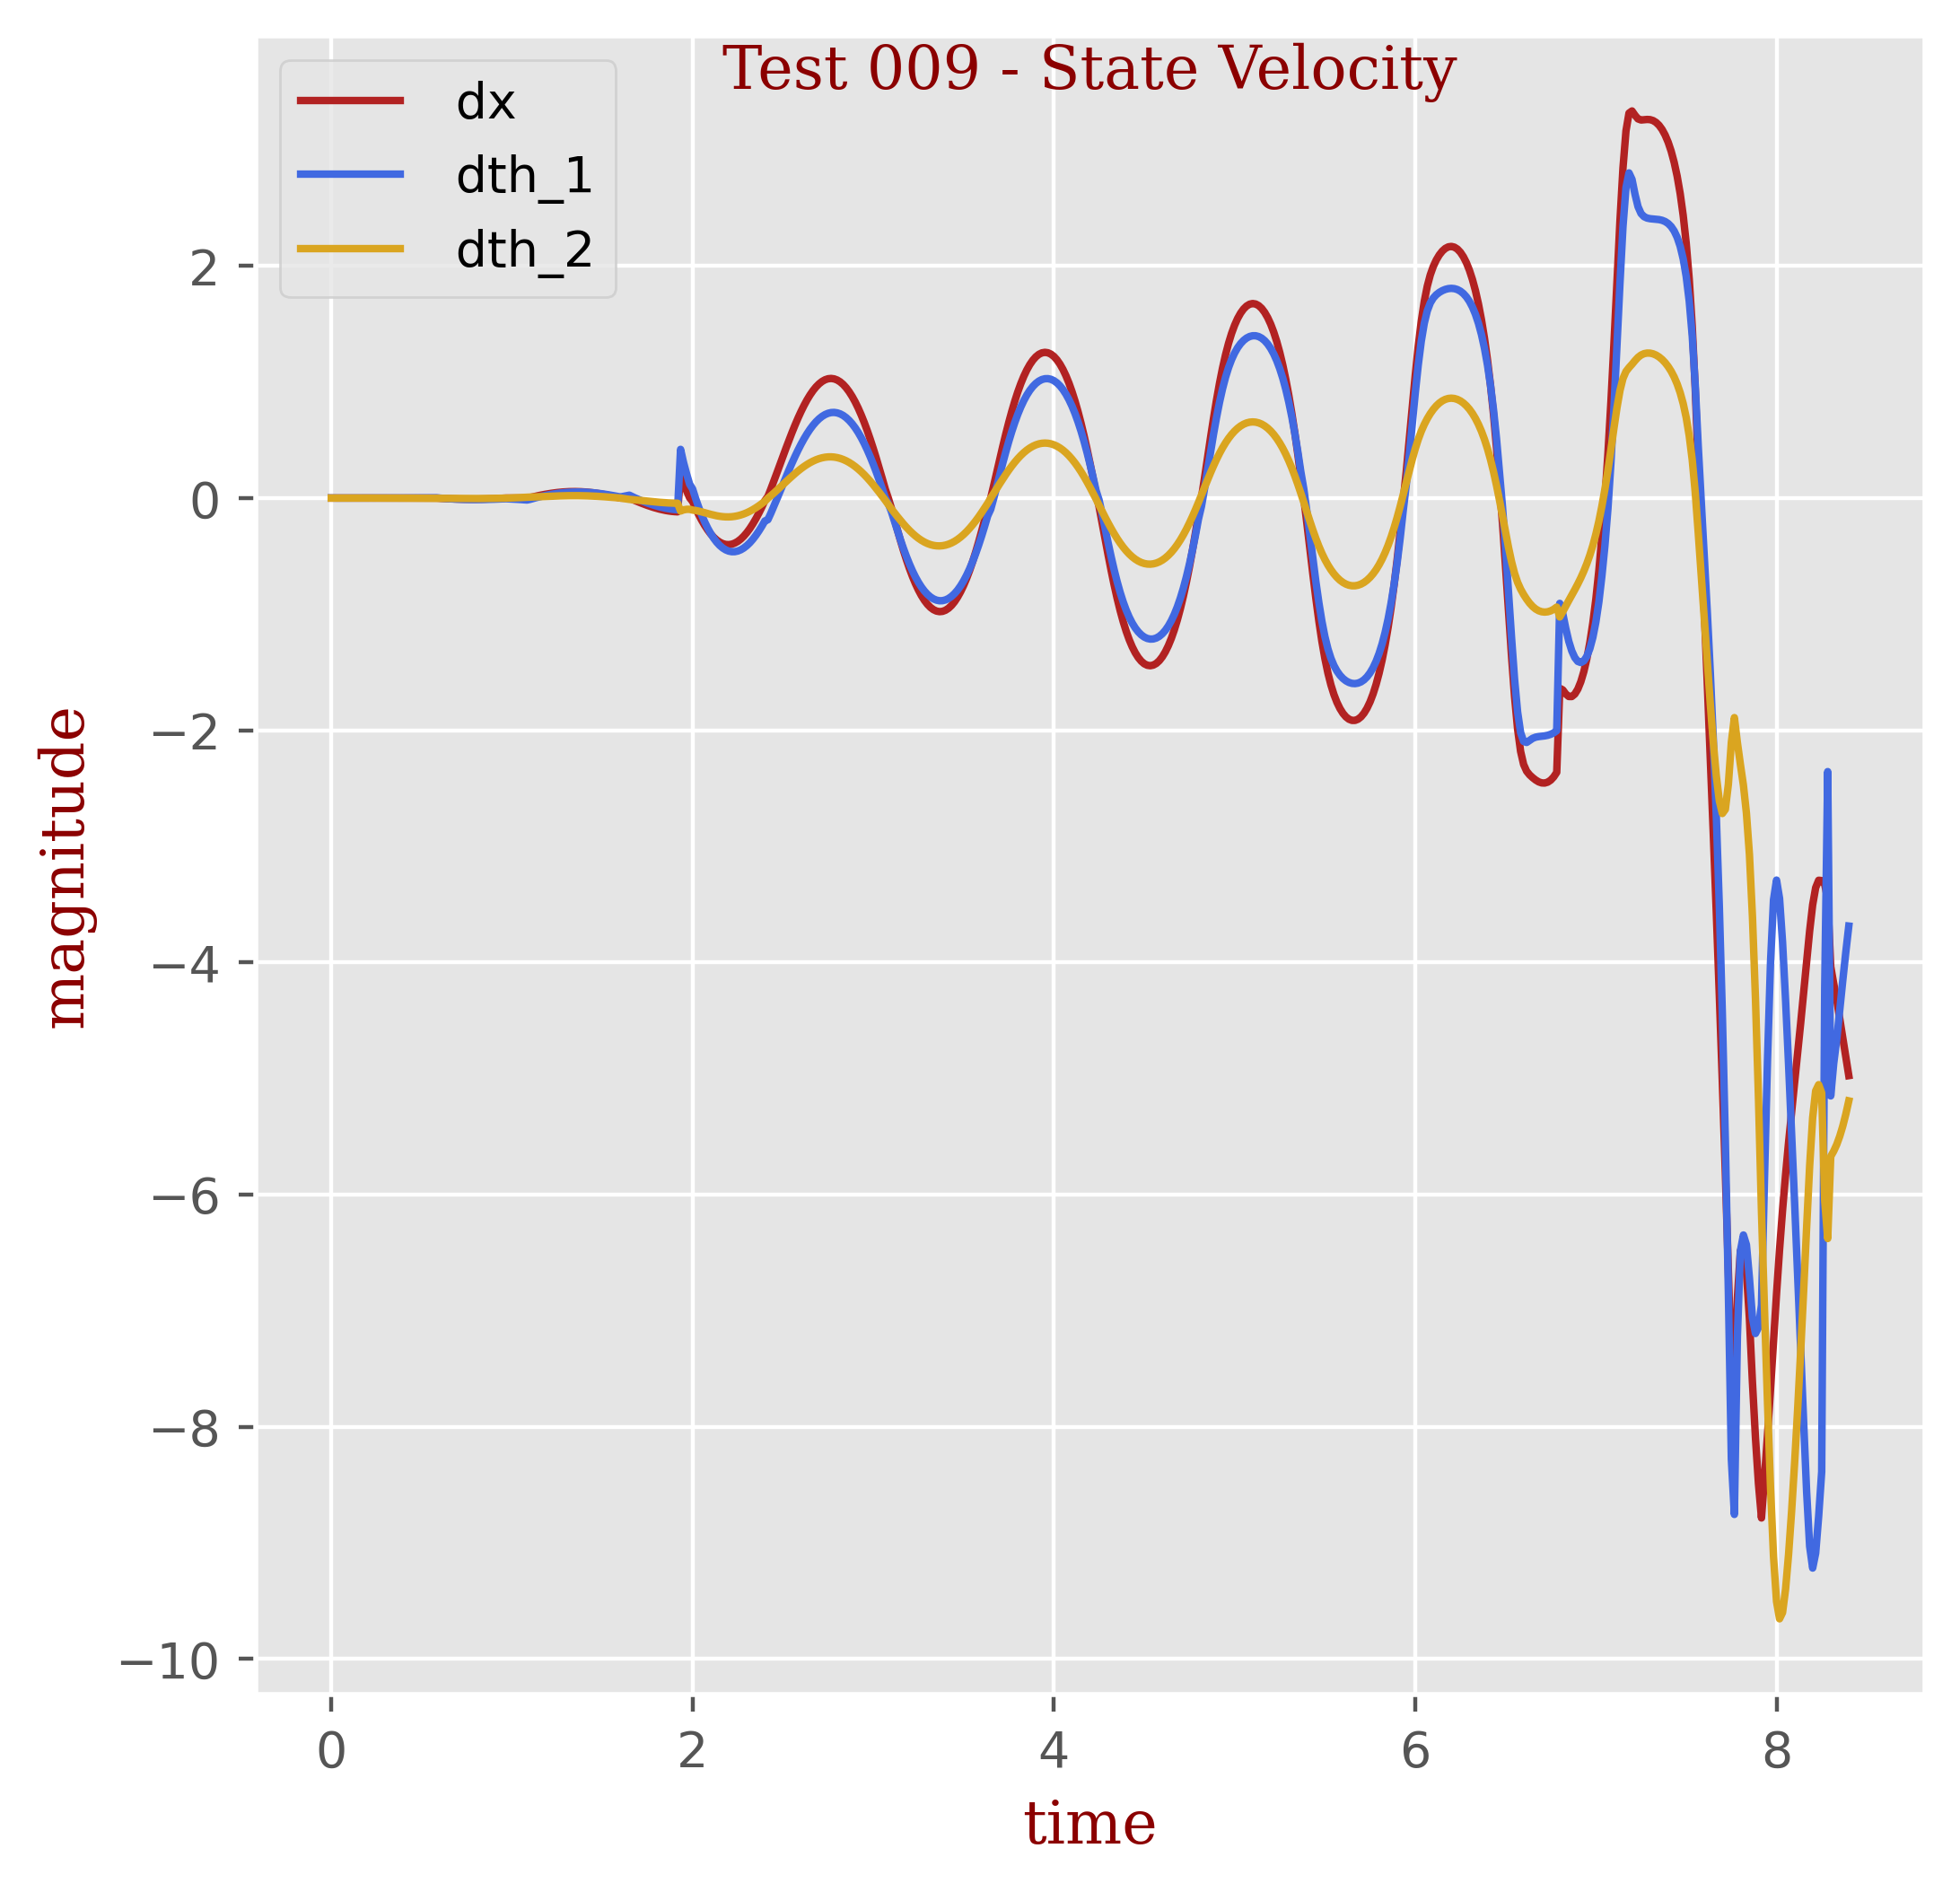 Test 009 - State Velocity
dx
dth_1
dth_2
2
0
−2
−4
−6
−8
−10
magnitude
0 2 4 6 8
time